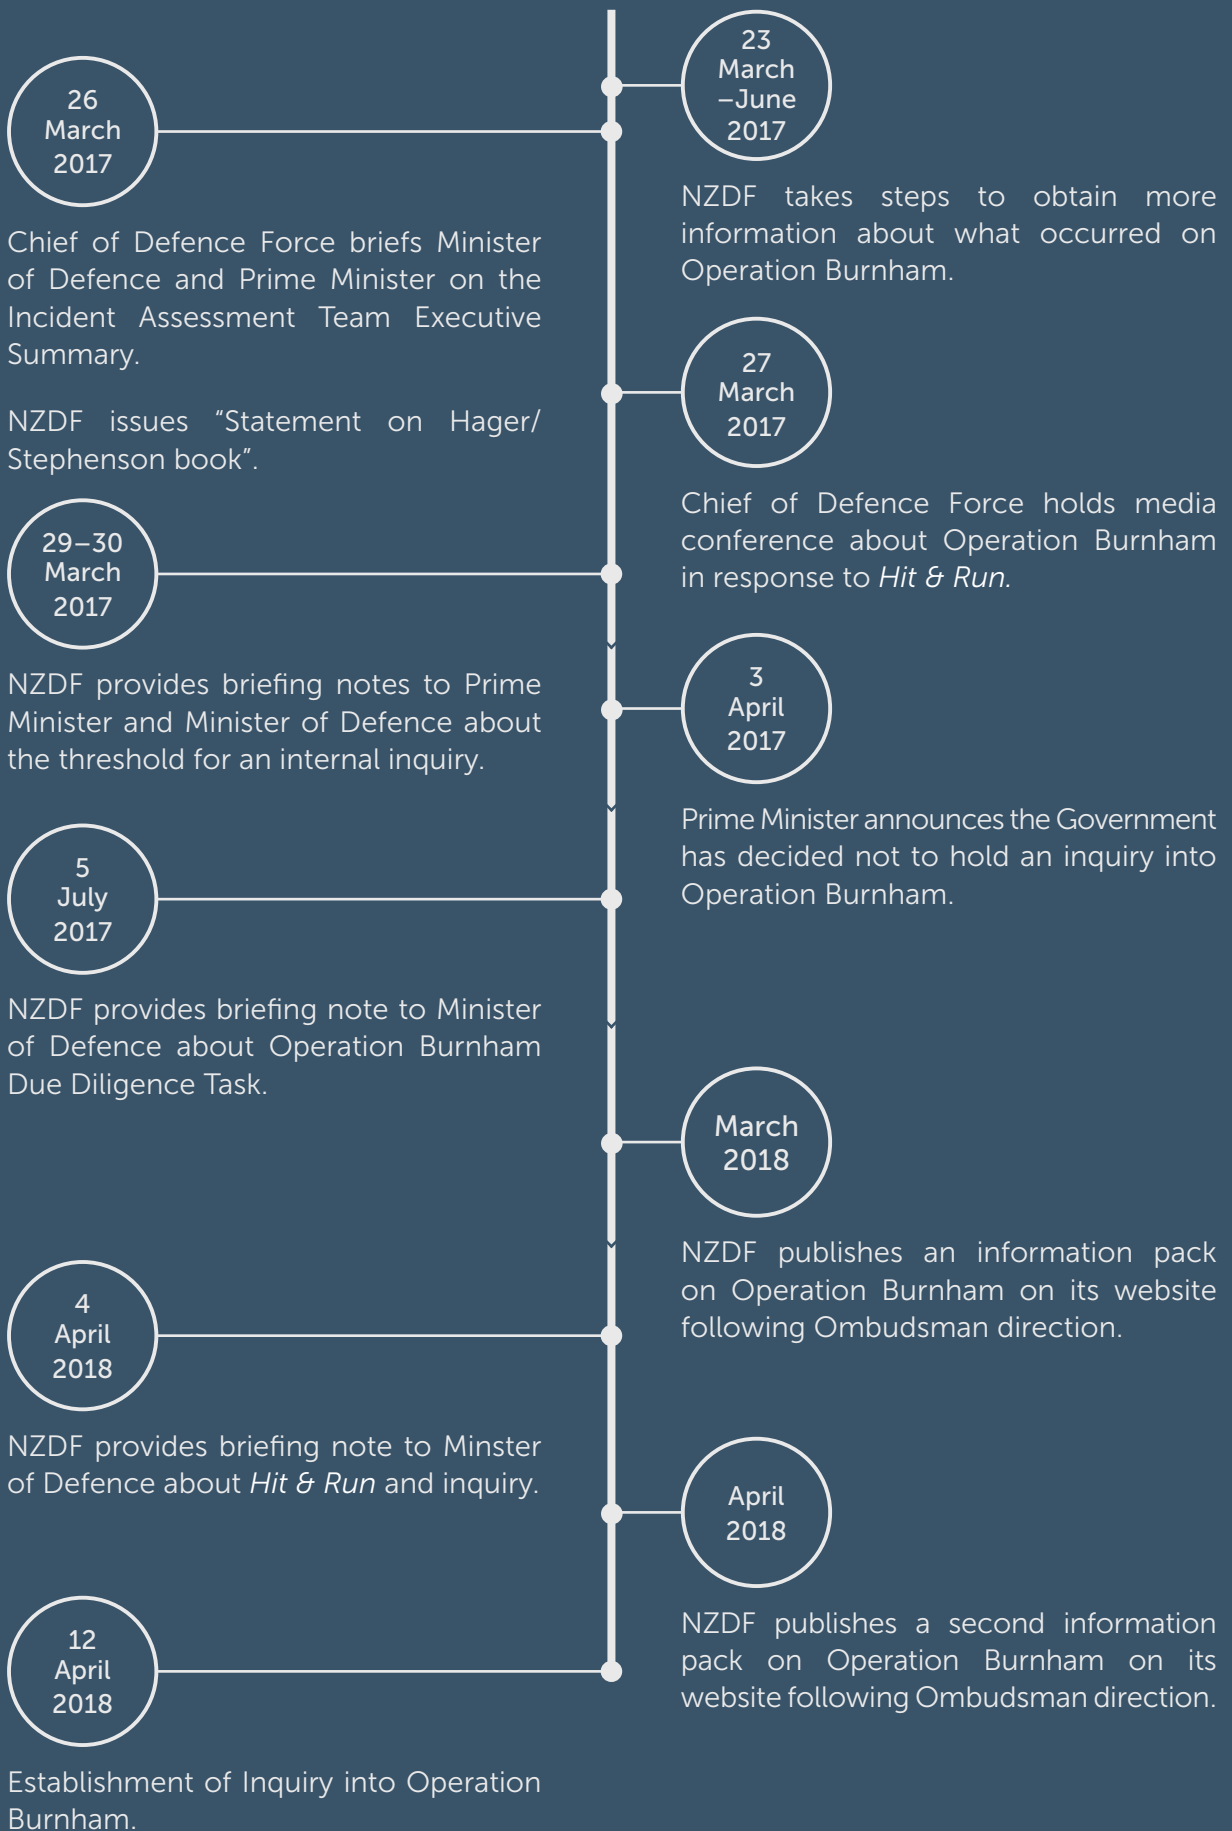 23
March
–June
2017
NZDF takes steps to obtain more
information about what occurred on
Operation Burnham.
26
March
2017
Chief of Defence Force briefs Minister
of Defence and Prime Minister on the
Incident Assessment Team Executive
Summary.
NZDF issues “Statement on Hager/
Stephenson book”.
27
March
2017
Chief of Defence Force holds media
conference about Operation Burnham
in response to Hit & Run.
29–30
March
2017
NZDF provides briefing notes to Prime
Minister and Minister of Defence about
the threshold for an internal inquiry.
3
April
2017
Prime Minister announces the Government
has decided not to hold an inquiry into
Operation Burnham.
5
July
2017
NZDF provides briefing note to Minister
of Defence about Operation Burnham
Due Diligence Task.
March
2018
NZDF publishes an information pack
on Operation Burnham on its website
following Ombudsman direction.
4
April
2018
NZDF provides briefing note to Minster
of Defence about Hit & Run and inquiry.
April
2018
NZDF publishes a second information
pack on Operation Burnham on its
website following Ombudsman direction.
12
April
2018
Establishment of Inquiry into Operation
Burnham.